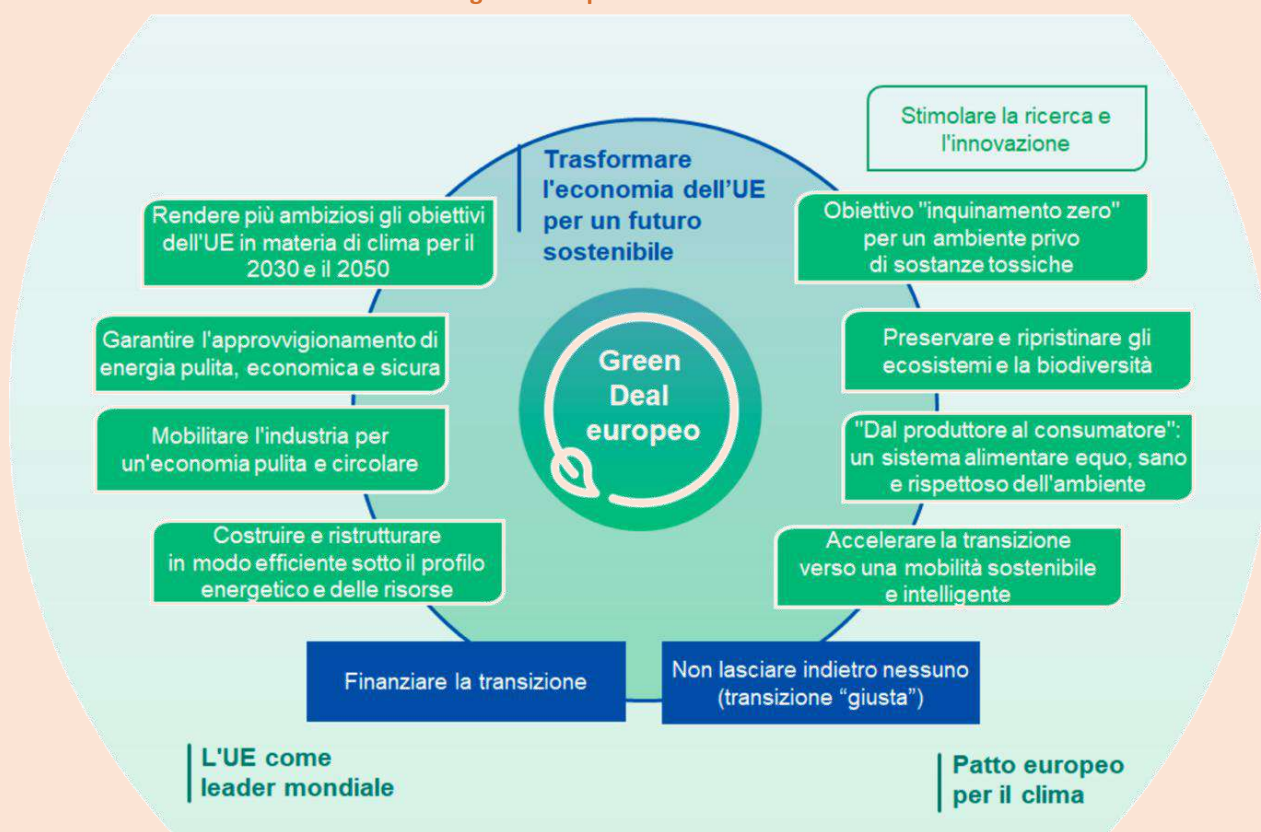 Stimolare la ricerca e
l'innovazione
Trasformare
l'economia dell'UE
per un futuro
sostenibile
Rendere più ambiziosi gli obiettivi
dell'UE in materia di clima per il
2030 e il 2050
Obiettivo "inquinamento zero"
per un ambiente privo
di sostanze tossiche
Garantire l'approvvigionamento di
energia pulita, economica e sicura
Preservare e ripristinare gli
ecosistemi e la biodiversità
Green
Deal
europeo
Mobilitare l'industria per
un'economia pulita e circolare
"Dal produttore al consumatore":
un sistema alimentare equo, sano
e rispettoso dell'ambiente
Costruire e ristrutturare
in modo efficiente sotto il profilo
energetico e delle risorse
Accelerare la transizione
verso una mobilità sostenibile
e intelligente
Finanziare la transizione
Non lasciare indietro nessuno
(transizione “giusta”)
L'UE come
leader mondiale
Patto europeo
per il clima